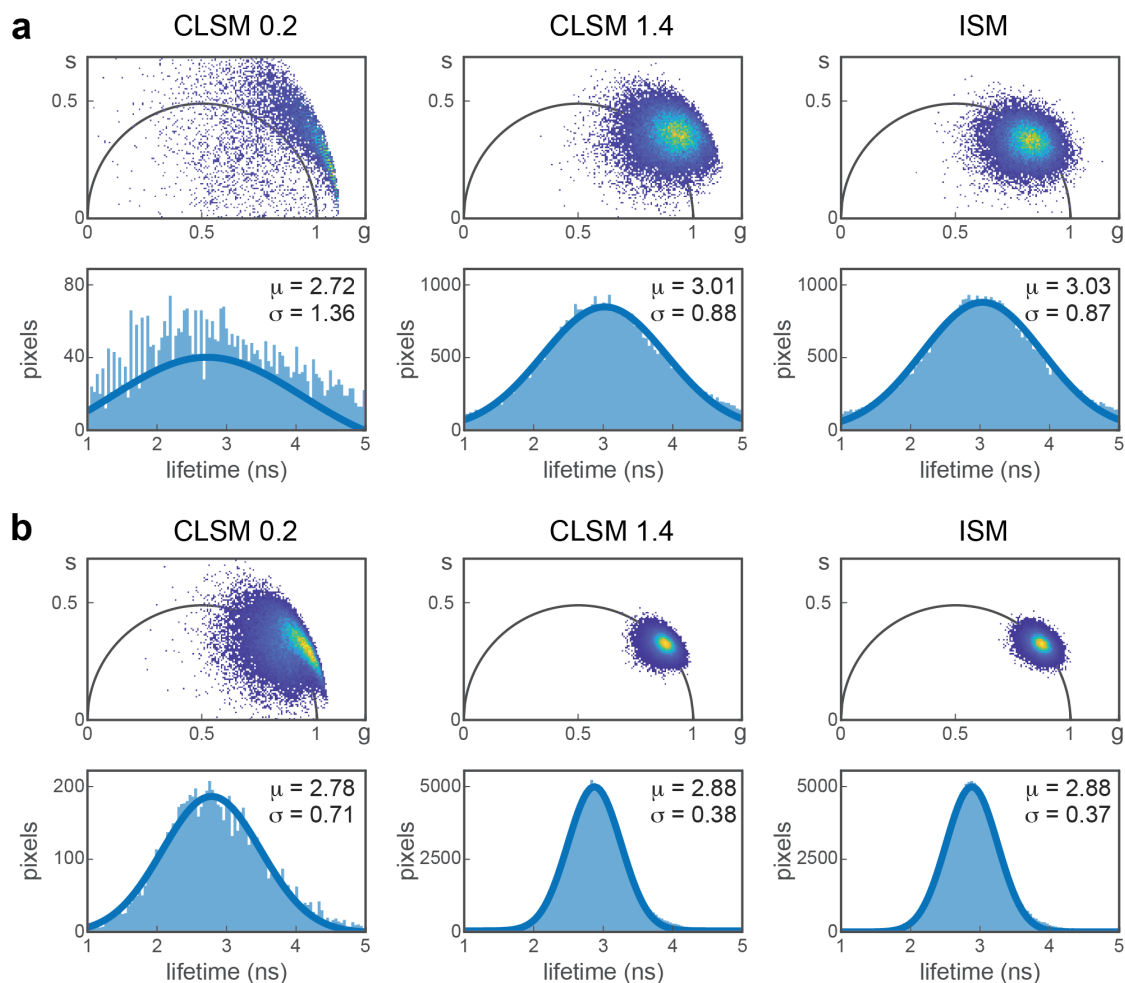 a
CLSM 0.2 CLSM 1.4 ISM
s s s
0.5 0.5 0.5
0 0 0
0 0.5 1 g 0 0.5 1 g 0 0.5 1 g
80 1000 1000
μ = 2.72 μ = 3.01 μ = 3.03
σ = 1.36 σ = 0.88 σ = 0.87
pixels pixels pixels
40 500 500
0 0 0
1 2 3 4 5 1 2 3 4 5 1 2 3 4 5
lifetime (ns) lifetime (ns) lifetime (ns)
b
CLSM 0.2 CLSM 1.4 ISM
s s s
0.5 0.5 0.5
0 0 0
0 0.5 1 g 0 0.5 1 g 0 0.5 1 g
200 5000 5000
μ = 2.78 μ = 2.88 μ = 2.88
σ = 0.71 σ = 0.38 σ = 0.37
pixels pixels pixels
100 2500 2500
0 0 0
1 2 3 4 5 1 2 3 4 5 1 2 3 4 5
lifetime (ns) lifetime (ns) lifetime (ns)